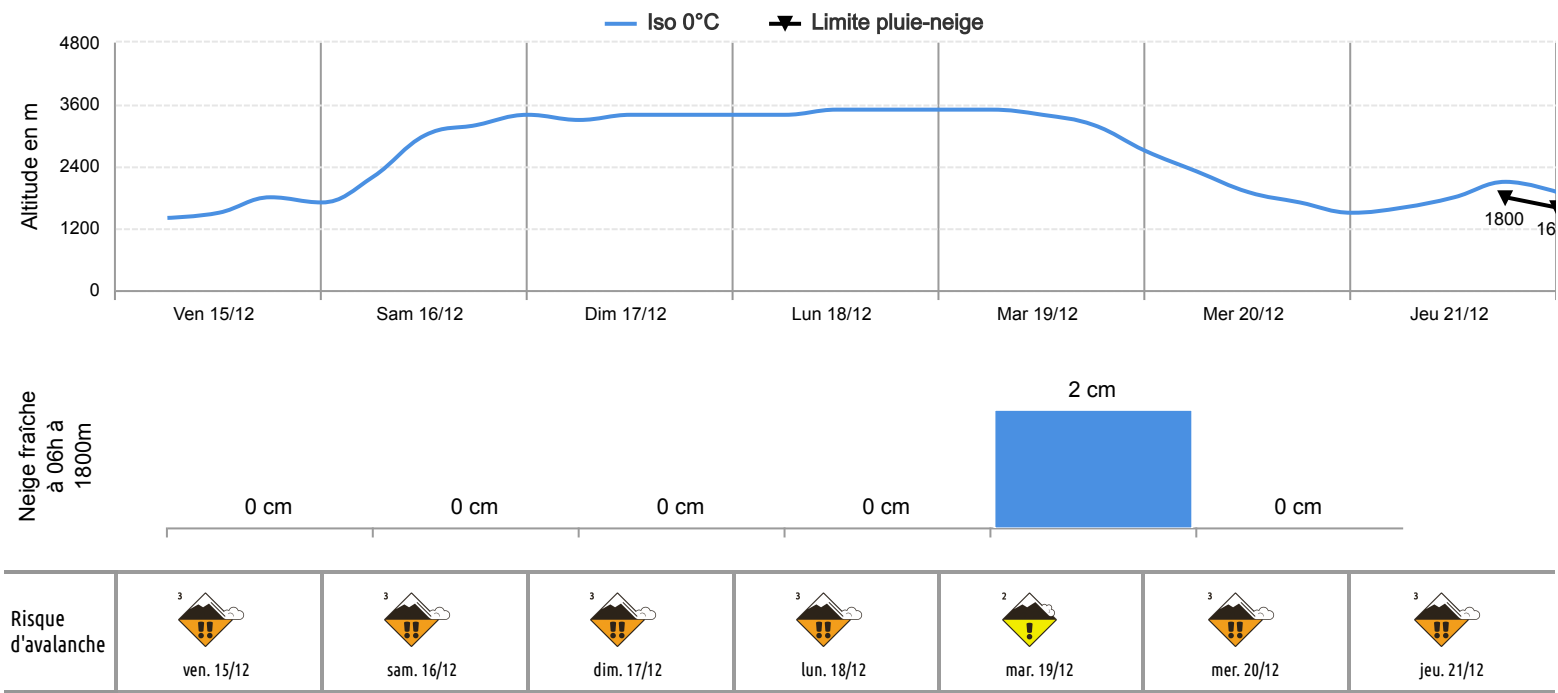 Iso 0°C Limite pluie-neige
4800
3600
2400
1200
0
Altitude en m
1800
16
Ven 15/12 Sam 16/12 Dim 17/12 Lun 18/12 Mar 19/12 Mer 20/12 Jeu 21/12
Neige fraîche
à 06h à
1800m
0 cm 0 cm 0 cm 0 cm 2 cm 0 cm
Risque
d'avalanche
3 3 3 3 2 3 3
!! !! !! !! ! !! !!
ven. 15/12 sam. 16/12 dim. 17/12 lun. 18/12 mar. 19/12 mer. 20/12 jeu. 21/12